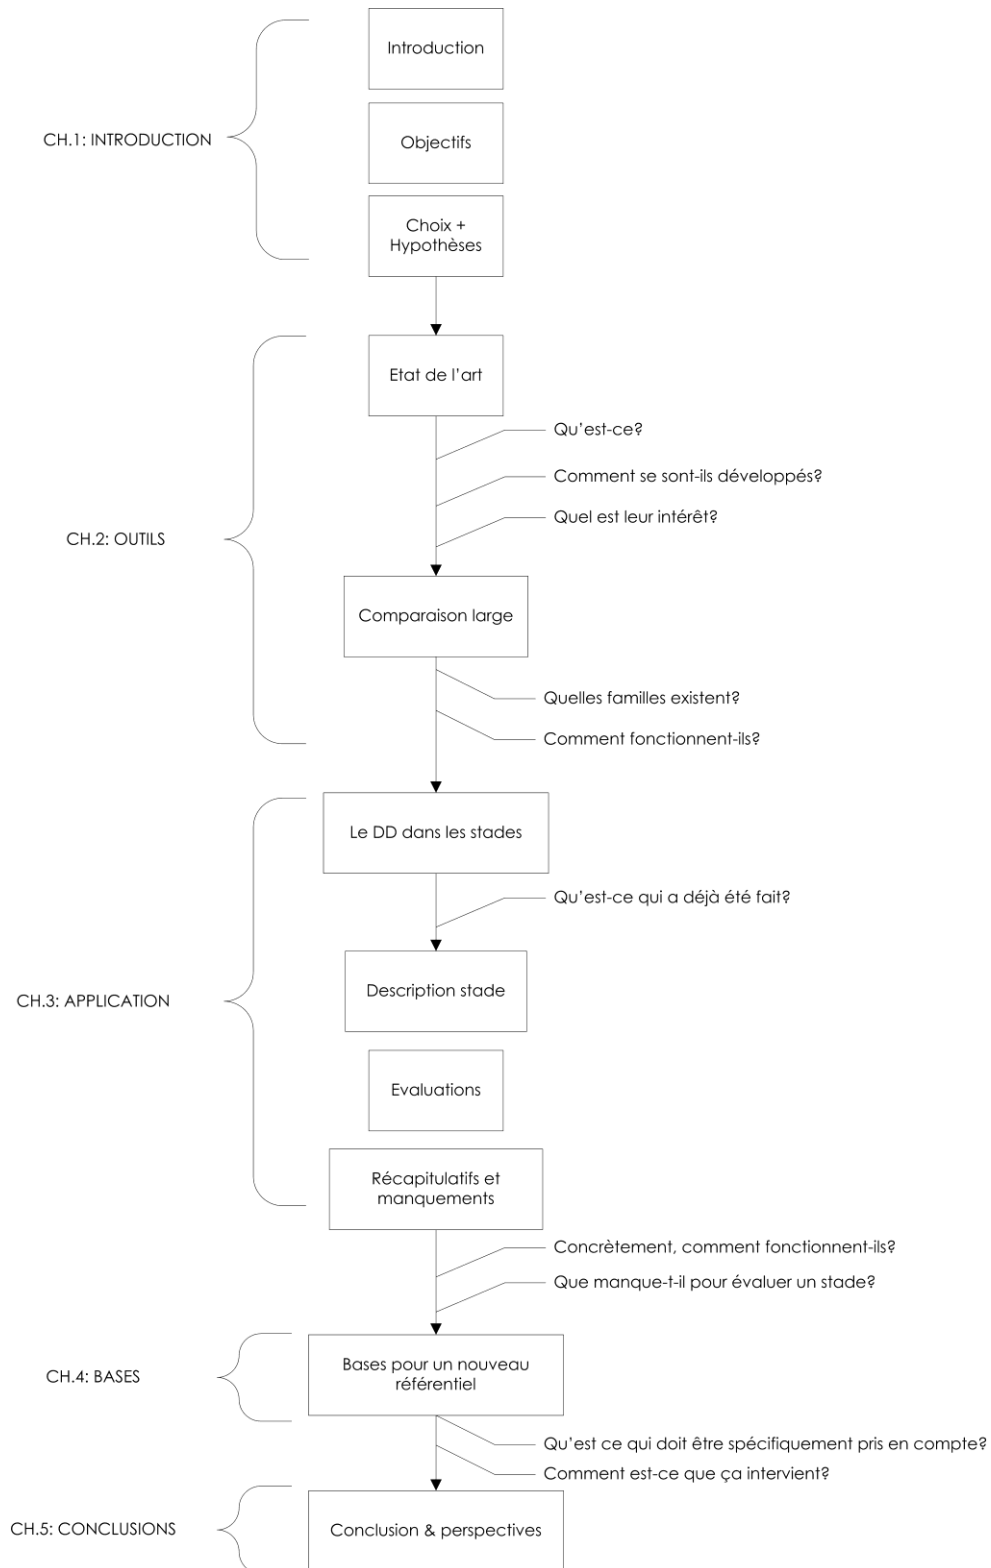 Introduction
Objectifs
CH.1: INTRODUCTION
Choix +
Hypothèses
Etat de l'art
Qu'est-ce?
Comment se sont-ils développés?
Quel est leur intérêt?
CH.2: OUTILS
Comparaison large
Quelles familles existent?
Comment fonctionnent-ils?
Le DD dans les stades
Qu'est-ce qui a déjà été fait?
Description stade
CH.3: APPLICATION
Evaluations
Récapitulatifs et
manquements
Concrètement, comment fonctionnent-ils?
Que manque-t-il pour évaluer un stade?
CH.4: BASES
Bases pour un nouveau
référentiel
Qu'est ce qui doit être spécifiquement pris en compte?
Comment est-ce que ça intervient?
CH.5: CONCLUSIONS
Conclusion & perspectives